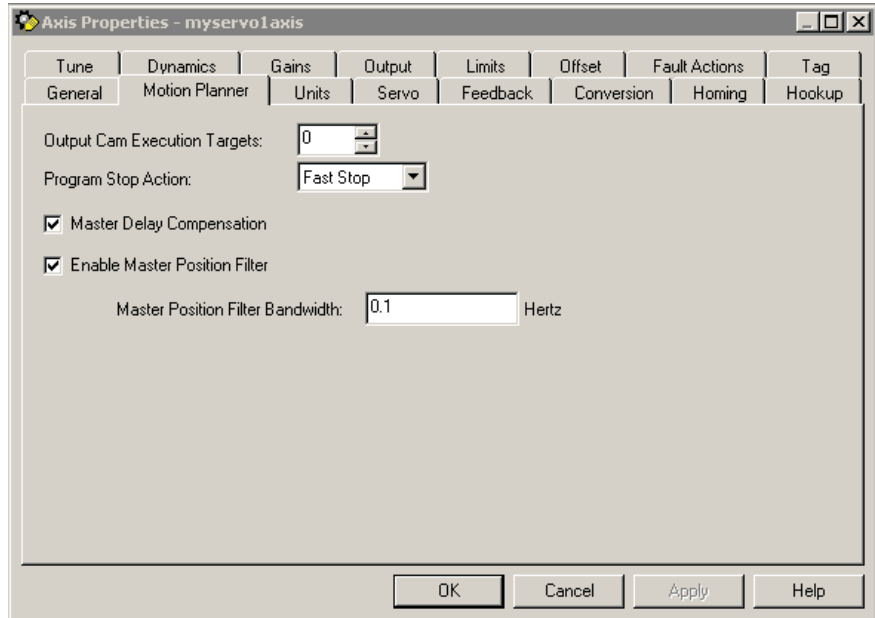 Axis Properties - myservo1axis
Tune Dynamics Gains Output Limits Offset Fault Actions Tag
General Motion Planner Units Servo Feedback Conversion Homing Hookup
Output Cam Execution Targets: 0
Program Stop Action: Fast Stop
Master Delay Compensation
Enable Master Position Filter
Master Position Filter Bandwidth: 0.1 Hertz
OK Cancel Apply Help